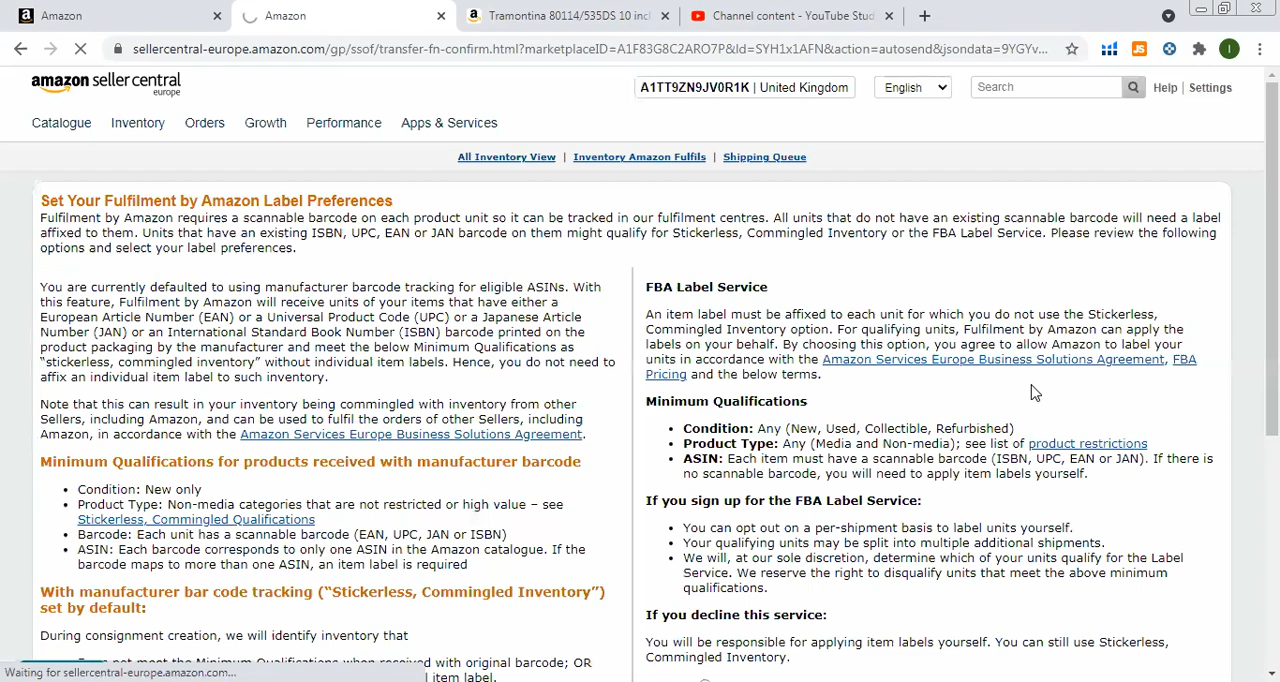 Amazon
Amazon
Tramontina 80114/535DS 10 incl
Channel content - YouTube Stud
sellercentral-europe.amazon.com/gp/ssof/transfer-fn-confirm.html?marketplaceID=A1F83G8C2ARO7P&Id=SYH1x1AFN&action=autosend&jsondata=9YGYv...
JS
I
amazon seller central
europe
A1TT9ZN9JV0R1K | United Kingdom
English
Search
Help | Settings
Catalogue Inventory Orders Growth Performance Apps & Services
All Inventory View | Inventory Amazon Fulfils | Shipping Queue
Set Your Fulfilment by Amazon Label Preferences
Fulfilment by Amazon requires a scannable barcode on each product unit so it can be tracked in our fulfilment centres. All units that do not have an existing scannable barcode will need a label
affixed to them. Units that have an existing ISBN, UPC, EAN or JAN barcode on them might qualify for Stickerless, Commingled Inventory or the FBA Label Service. Please review the following
options and select your label preferences.
You are currently defaulted to using manufacturer barcode tracking for eligible ASINs. With
this feature, Fulfilment by Amazon will receive units of your items that have either a
European Article Number (EAN) or a Universal Product Code (UPC) or a Japanese Article
Number (JAN) or an International Standard Book Number (ISBN) barcode printed on the
product packaging by the manufacturer and meet the below Minimum Qualifications as
"stickerless, commingled inventory" without individual item labels. Hence, you do not need to
affix an individual item label to such inventory.
Note that this can result in your inventory being commingled with inventory from other
Sellers, including Amazon, and can be used to fulfil the orders of other Sellers, including
Amazon, in accordance with the Amazon Services Europe Business Solutions Agreement.
Minimum Qualifications for products received with manufacturer barcode
• Condition: New only
• Product Type: Non-media categories that are not restricted or high value – see
Stickerless, Commingled Qualifications
• Barcode: Each unit has a scannable barcode (EAN, UPC, JAN or ISBN)
• ASIN: Each barcode corresponds to only one ASIN in the Amazon catalogue. If the
barcode maps to more than one ASIN, an item label is required
With manufacturer bar code tracking ("Stickerless, Commingled Inventory")
set by default:
During consignment creation, we will identify inventory that
not meet the Minimum Qualifications when received with original barcode; OR
item label.
FBA Label Service
An item label must be affixed to each unit for which you do not use the Stickerless,
Commingled Inventory option. For qualifying units, Fulfilment by Amazon can apply the
labels on your behalf. By choosing this option, you agree to allow Amazon to label your
units in accordance with the Amazon Services Europe Business Solutions Agreement, FBA
Pricing and the below terms.
Minimum Qualifications
• Condition: Any (New, Used, Collectible, Refurbished)
• Product Type: Any (Media and Non-media); see list of product restrictions
• ASIN: Each item must have a scannable barcode (ISBN, UPC, EAN or JAN). If there is
no scannable barcode, you will need to apply item labels yourself.
If you sign up for the FBA Label Service:
• You can opt out on a per-shipment basis to label units yourself.
• Your qualifying units may be split into multiple additional shipments.
• We will, at our sole discretion, determine which of your units qualify for the Label
Service. We reserve the right to disqualify units that meet the above minimum
qualifications.
If you decline this service:
You will be responsible for applying item labels yourself. You can still use Stickerless,
Commingled Inventory.
Waiting for sellercentral-europe.amazon.com...